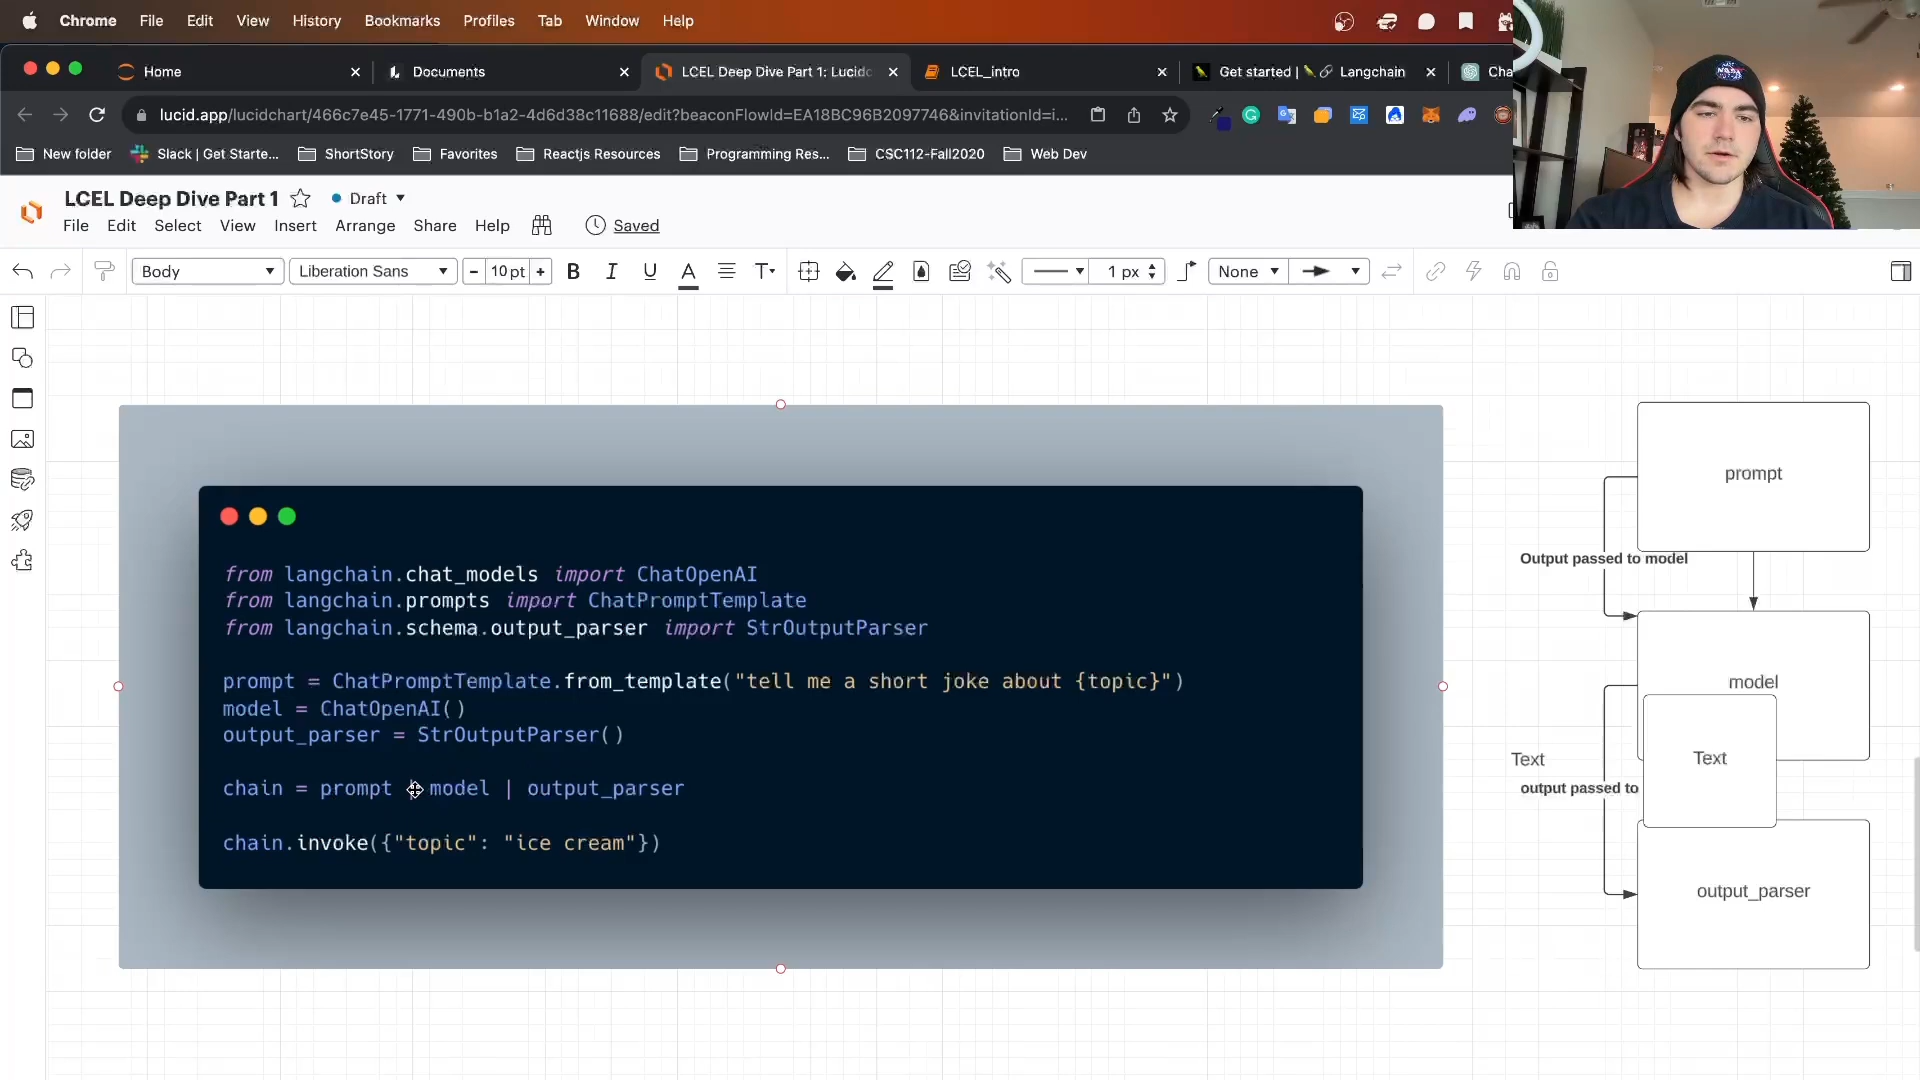 Chrome File Edit View History Bookmarks Profiles Tab Window Help
Home Documents LCEL Deep Dive Part 1: Lucidc LCEL_intro Get started | Langchain Cha
lucid.app/lucidchart/466c7e45-1771-490b-b1a2-4d6d38c11688/edit?beaconFlowId=EA18BC96B2097746&invitationId=i...
New folder Slack | Get Starte... ShortStory Favorites Reactjs Resources Programming Res... CSC112-Fall2020 Web Dev
LCEL Deep Dive Part 1 Draft
File Edit Select View Insert Arrange Share Help Saved
Body Liberation Sans - 10 pt + B I U A T 1 px None
from langchain.chat_models import ChatOpenAI
from langchain.prompts import ChatPromptTemplate
from langchain.schema.output_parser import StrOutputParser
prompt = ChatPromptTemplate.from_template("tell me a short joke about {topic}")
model = ChatOpenAI()
output_parser = StrOutputParser()
chain = prompt | model | output_parser
chain.invoke({"topic": "ice cream"})
prompt
Output passed to model
model
Text
Text
output passed to
output_parser
NASA